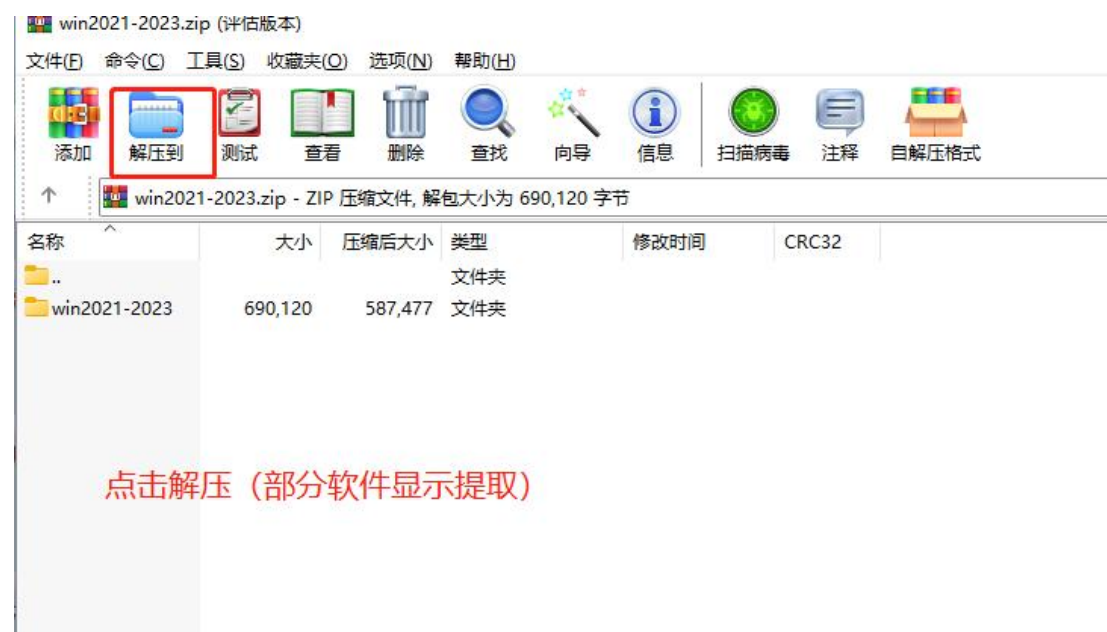 win2021-2023.zip (评估版本)
文件(F) 命令(C) 工具(S) 收藏夹(O) 选项(N) 帮助(H)
添加 解压到 测试 查看 删除 查找 向导 信息 扫描病毒 注释 自解压格式
win2021-2023.zip - ZIP 压缩文件, 解包大小为 690,120 字节
名称 大小 压缩后大小 类型 修改时间 CRC32
.. 文件夹
win2021-2023 690,120 587,477 文件夹
点击解压（部分软件显示提取）